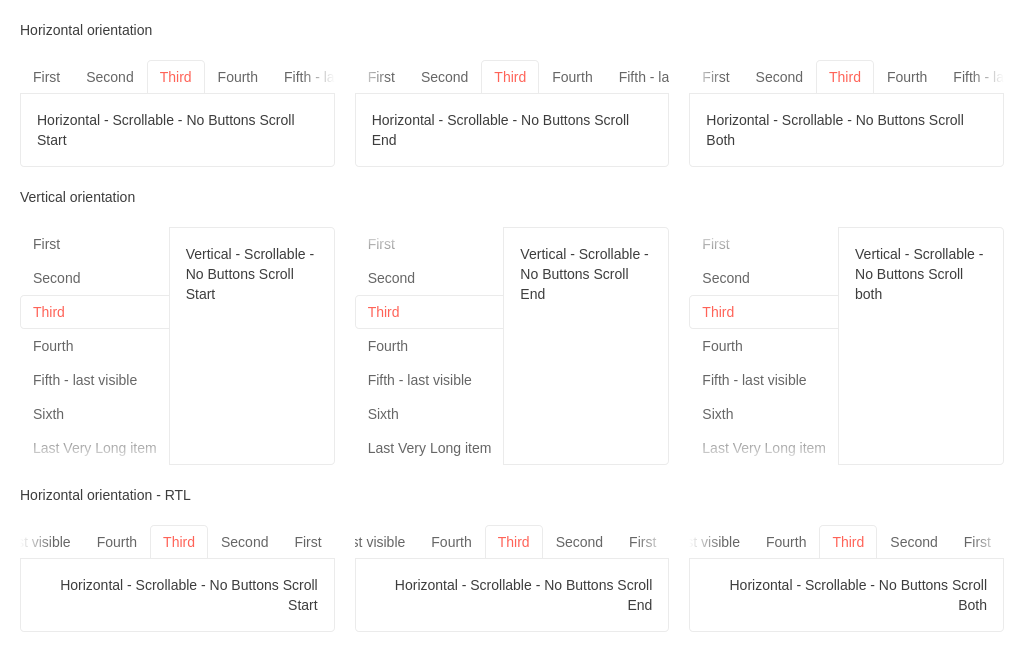 Horizontal orientation
First Second Third Fourth Fifth - la
First Second Third Fourth Fifth - la
First Second Third Fourth Fifth - la
Horizontal - Scrollable - No Buttons Scroll
Start
Horizontal - Scrollable - No Buttons Scroll
End
Horizontal - Scrollable - No Buttons Scroll
Both
Vertical orientation
First
Second
Third
Fourth
Fifth - last visible
Sixth
Last Very Long item
Vertical - Scrollable -
No Buttons Scroll
Start
First
Second
Third
Fourth
Fifth - last visible
Sixth
Last Very Long item
Vertical - Scrollable -
No Buttons Scroll
End
First
Second
Third
Fourth
Fifth - last visible
Sixth
Last Very Long item
Vertical - Scrollable -
No Buttons Scroll
both
Horizontal orientation - RTL
st visible Fourth Third Second First
st visible Fourth Third Second First
st visible Fourth Third Second First
Horizontal - Scrollable - No Buttons Scroll
Start
Horizontal - Scrollable - No Buttons Scroll
End
Horizontal - Scrollable - No Buttons Scroll
Both